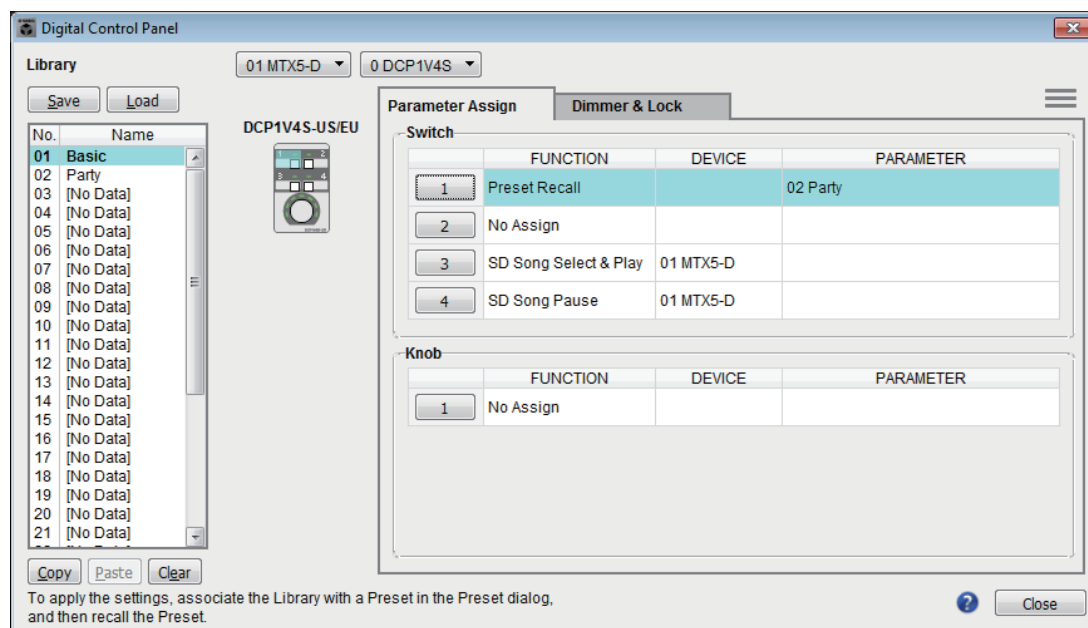 Digital Control Panel
Library
01 MTX5-D
0 DCP1V4S
Save
Load
No. Name
01 Basic
02 Party
03 [No Data]
04 [No Data]
05 [No Data]
06 [No Data]
07 [No Data]
08 [No Data]
09 [No Data]
10 [No Data]
11 [No Data]
12 [No Data]
13 [No Data]
14 [No Data]
15 [No Data]
16 [No Data]
17 [No Data]
18 [No Data]
19 [No Data]
20 [No Data]
21 [No Data]
Copy
Paste
Clear
DCP1V4S-US/EU
1 2
3 4
Parameter Assign
Dimmer & Lock
Switch
FUNCTION DEVICE PARAMETER
1 Preset Recall 02 Party
2 No Assign
3 SD Song Select & Play 01 MTX5-D
4 SD Song Pause 01 MTX5-D
Knob
FUNCTION DEVICE PARAMETER
1 No Assign
To apply the settings, associate the Library with a Preset in the Preset dialog,
and then recall the Preset.
?
Close